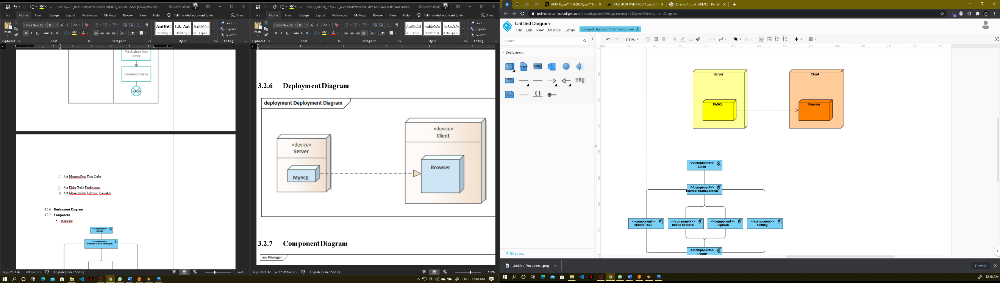 (3)Proyek 1_Dedi Hidayat & Raihan Malikul_komen .docx [Compatibility...
Raihan Malikul
File Home Insert Design Layout References Mailings Review View Help Tell me what you want to do Share
Paste
Times New Ro 12
Find
Replace
Select
AaBbC
Heading 1
1.0. AaE
Heading 2
AaBbCcI
Isi - Lapor...
Clipboard Font Paragraph Styles Editing
Perubahan Data
order
Halaman Utama
Selesai
i) Act Menampilkan Data Order
j) Act Kirim Bukti Pembayaran
k) Act Menampilkan Laporan Transaksi
3.2.6. Deployment Diagram
3.2.7. Component
• pelanggan
<<component>>
Masuk
<<component>>
Halaman Utama Pelanggan
Page 31 of 42 3918 words English (United States) 76%
Bab I,II,dan III_Proyek 1_AhmadMiftahuRizki dan MuhammadIlhamFerdian...
Raihan Malikul
File Home Insert Design Layout References Mailings Review View Help Tell me what you want to do Share
Paste
Times New Ro 12
Find
Replace
Select
AaBbCcI
Isi - Lapor...
AaBbCcDc
¶ Normal
AaBbCcDc
¶ No Spac...
Clipboard Font Paragraph Styles Editing
3.2.6 Deployment Diagram
deployment Deployment Diagram
«device»
Server
MySQL
«device»
Client
Browser
3.2.7 Component Diagram
cmp Pelanggan
Page 38 of 39 6 of 1920 words English (United States) 172%
ENG 12:18 AM
AMD Ryzen™ 5 3600 | Ryzen™ De
iCUE H100i RGB PRO XT Liquid C
Analisis Produk (BPMN) - Penelu
online.visual-paradigm.com/app/diagrams/#diagram:proj=0&type=DeploymentDiagram
Untitled Diagram
File Edit View Arrange Extras
Unsaved changes. Click here to save.
Search
100%
Deployment
Server
MySQL
Client
Browser
<<component>>
Login
<<component>>
Halman Utama Admin
<<component>>
Master Data
<<component>>
Kelola Orderan
<<component>>
Laporan
<<component>>
Setting
<<component>>
Logout
+ Shapes...
Untitled Documen....png
Show all
12:18 AM